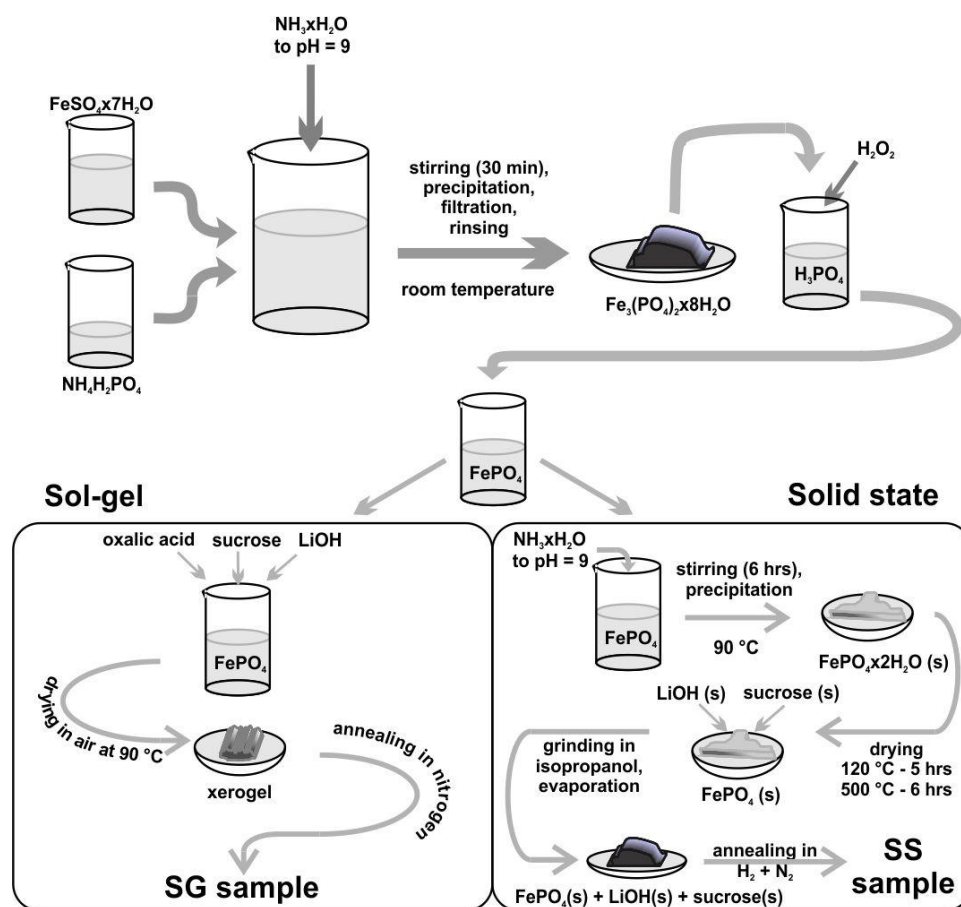 NH₃xH₂O
to pH = 9
FeSO₄x7H₂O
stirring (30 min),
precipitation,
filtration,
rinsing
room temperature
H₂O₂
H₃PO₄
Fe₃(PO₄)₂x8H₂O
NH₄H₂PO₄
FePO₄
Sol-gel
oxalic acid sucrose LiOH
FePO₄
drying in air at 90 °C
xerogel
annealing in nitrogen
SG sample
Solid state
NH₃xH₂O
to pH = 9
FePO₄
stirring (6 hrs),
precipitation
90 °C
FePO₄x2H₂O (s)
LiOH (s) sucrose (s)
drying
120 °C - 5 hrs
500 °C - 6 hrs
FePO₄ (s)
grinding in
isopropanol,
evaporation
FePO₄(s) + LiOH(s) + sucrose(s)
annealing in
H₂ + N₂
SS
sample